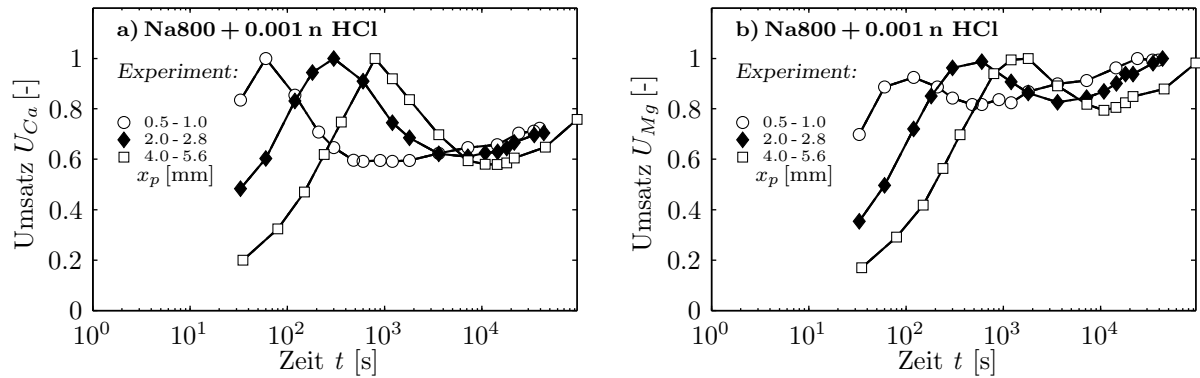 a) Na800 + 0.001 n HCl
Experiment:
0.5 - 1.0
2.0 - 2.8
4.0 - 5.6
x_p [mm]
Umsatz U_{Ca} [-]
1
0.8
0.6
0.4
0.2
0
10^0
10^1
10^2
10^3
10^4
Zeit t [s]
b) Na800 + 0.001 n HCl
Experiment:
0.5 - 1.0
2.0 - 2.8
4.0 - 5.6
x_p [mm]
Umsatz U_{Mg} [-]
1
0.8
0.6
0.4
0.2
0
10^0
10^1
10^2
10^3
10^4
Zeit t [s]